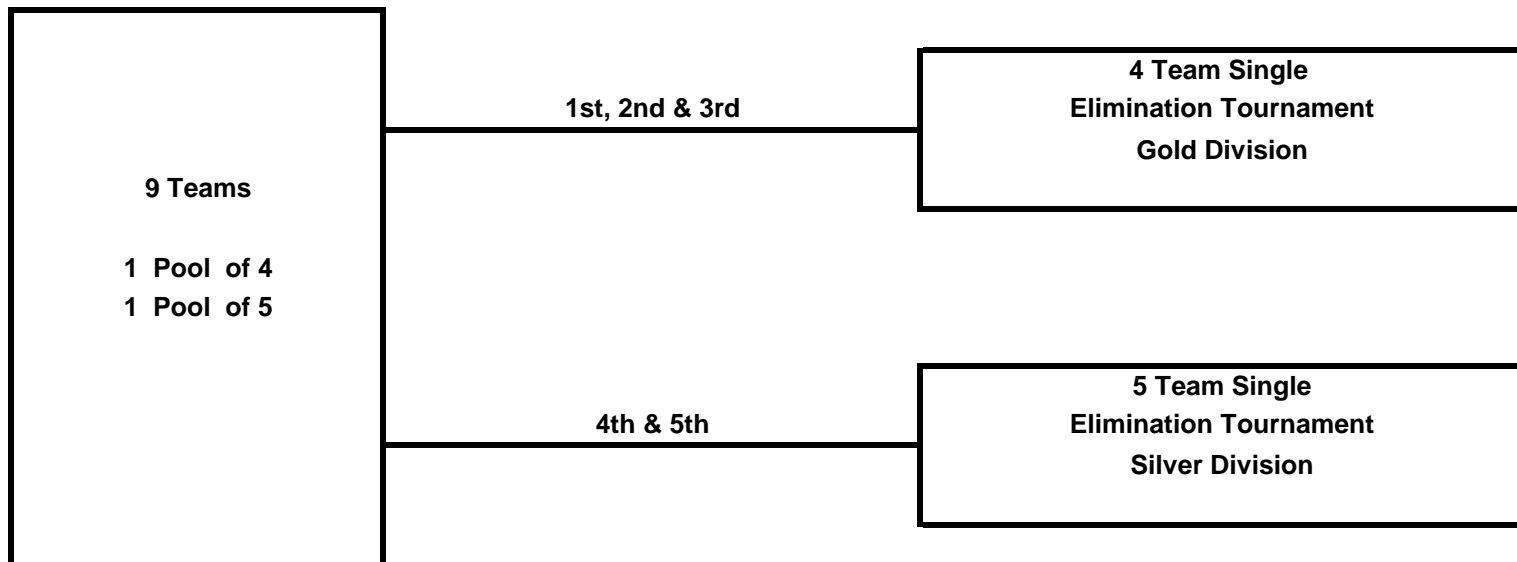 9 Teams
1 Pool of 4
1 Pool of 5
1st, 2nd & 3rd
4 Team Single
Elimination Tournament
Gold Division
4th & 5th
5 Team Single
Elimination Tournament
Silver Division